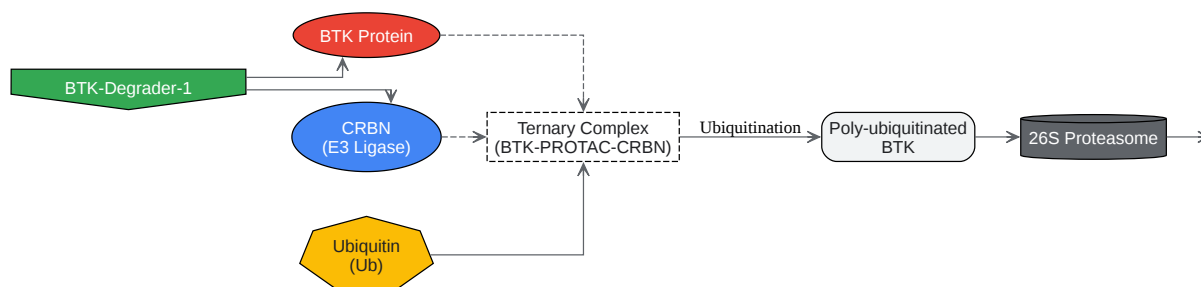 BTK Protein
BTK-Degrader-1
CRBN
(E3 Ligase)
Ternary Complex
(BTK-PROTAC-CRBN)
Ubiquitination
Poly-ubiquitinated
BTK
26S Proteasome
Ubiquitin
(Ub)